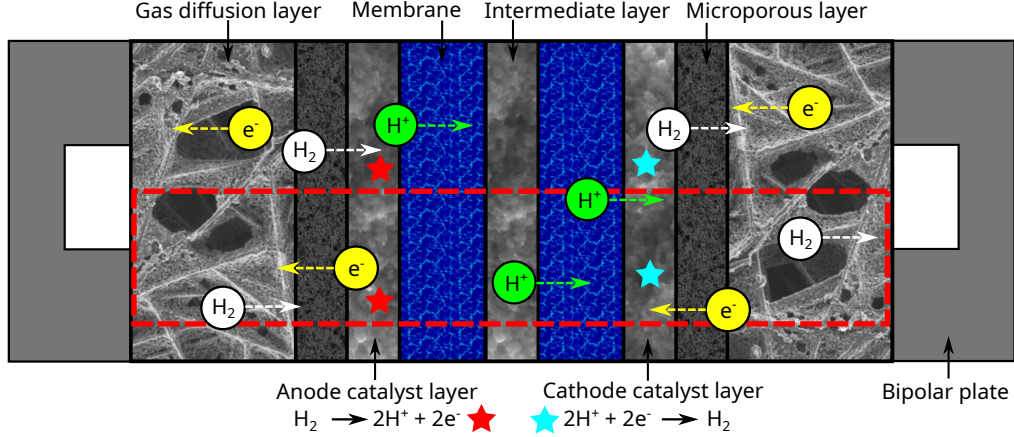 Gas diffusion layer Membrane Intermediate layer Microporous layer
e⁻ H₂ H⁺ H₂ e⁻
H⁺
e⁻ H₂
H₂ H⁺ e⁻
Anode catalyst layer Cathode catalyst layer Bipolar plate
H₂ → 2H⁺ + 2e⁻ 2H⁺ + 2e⁻ → H₂